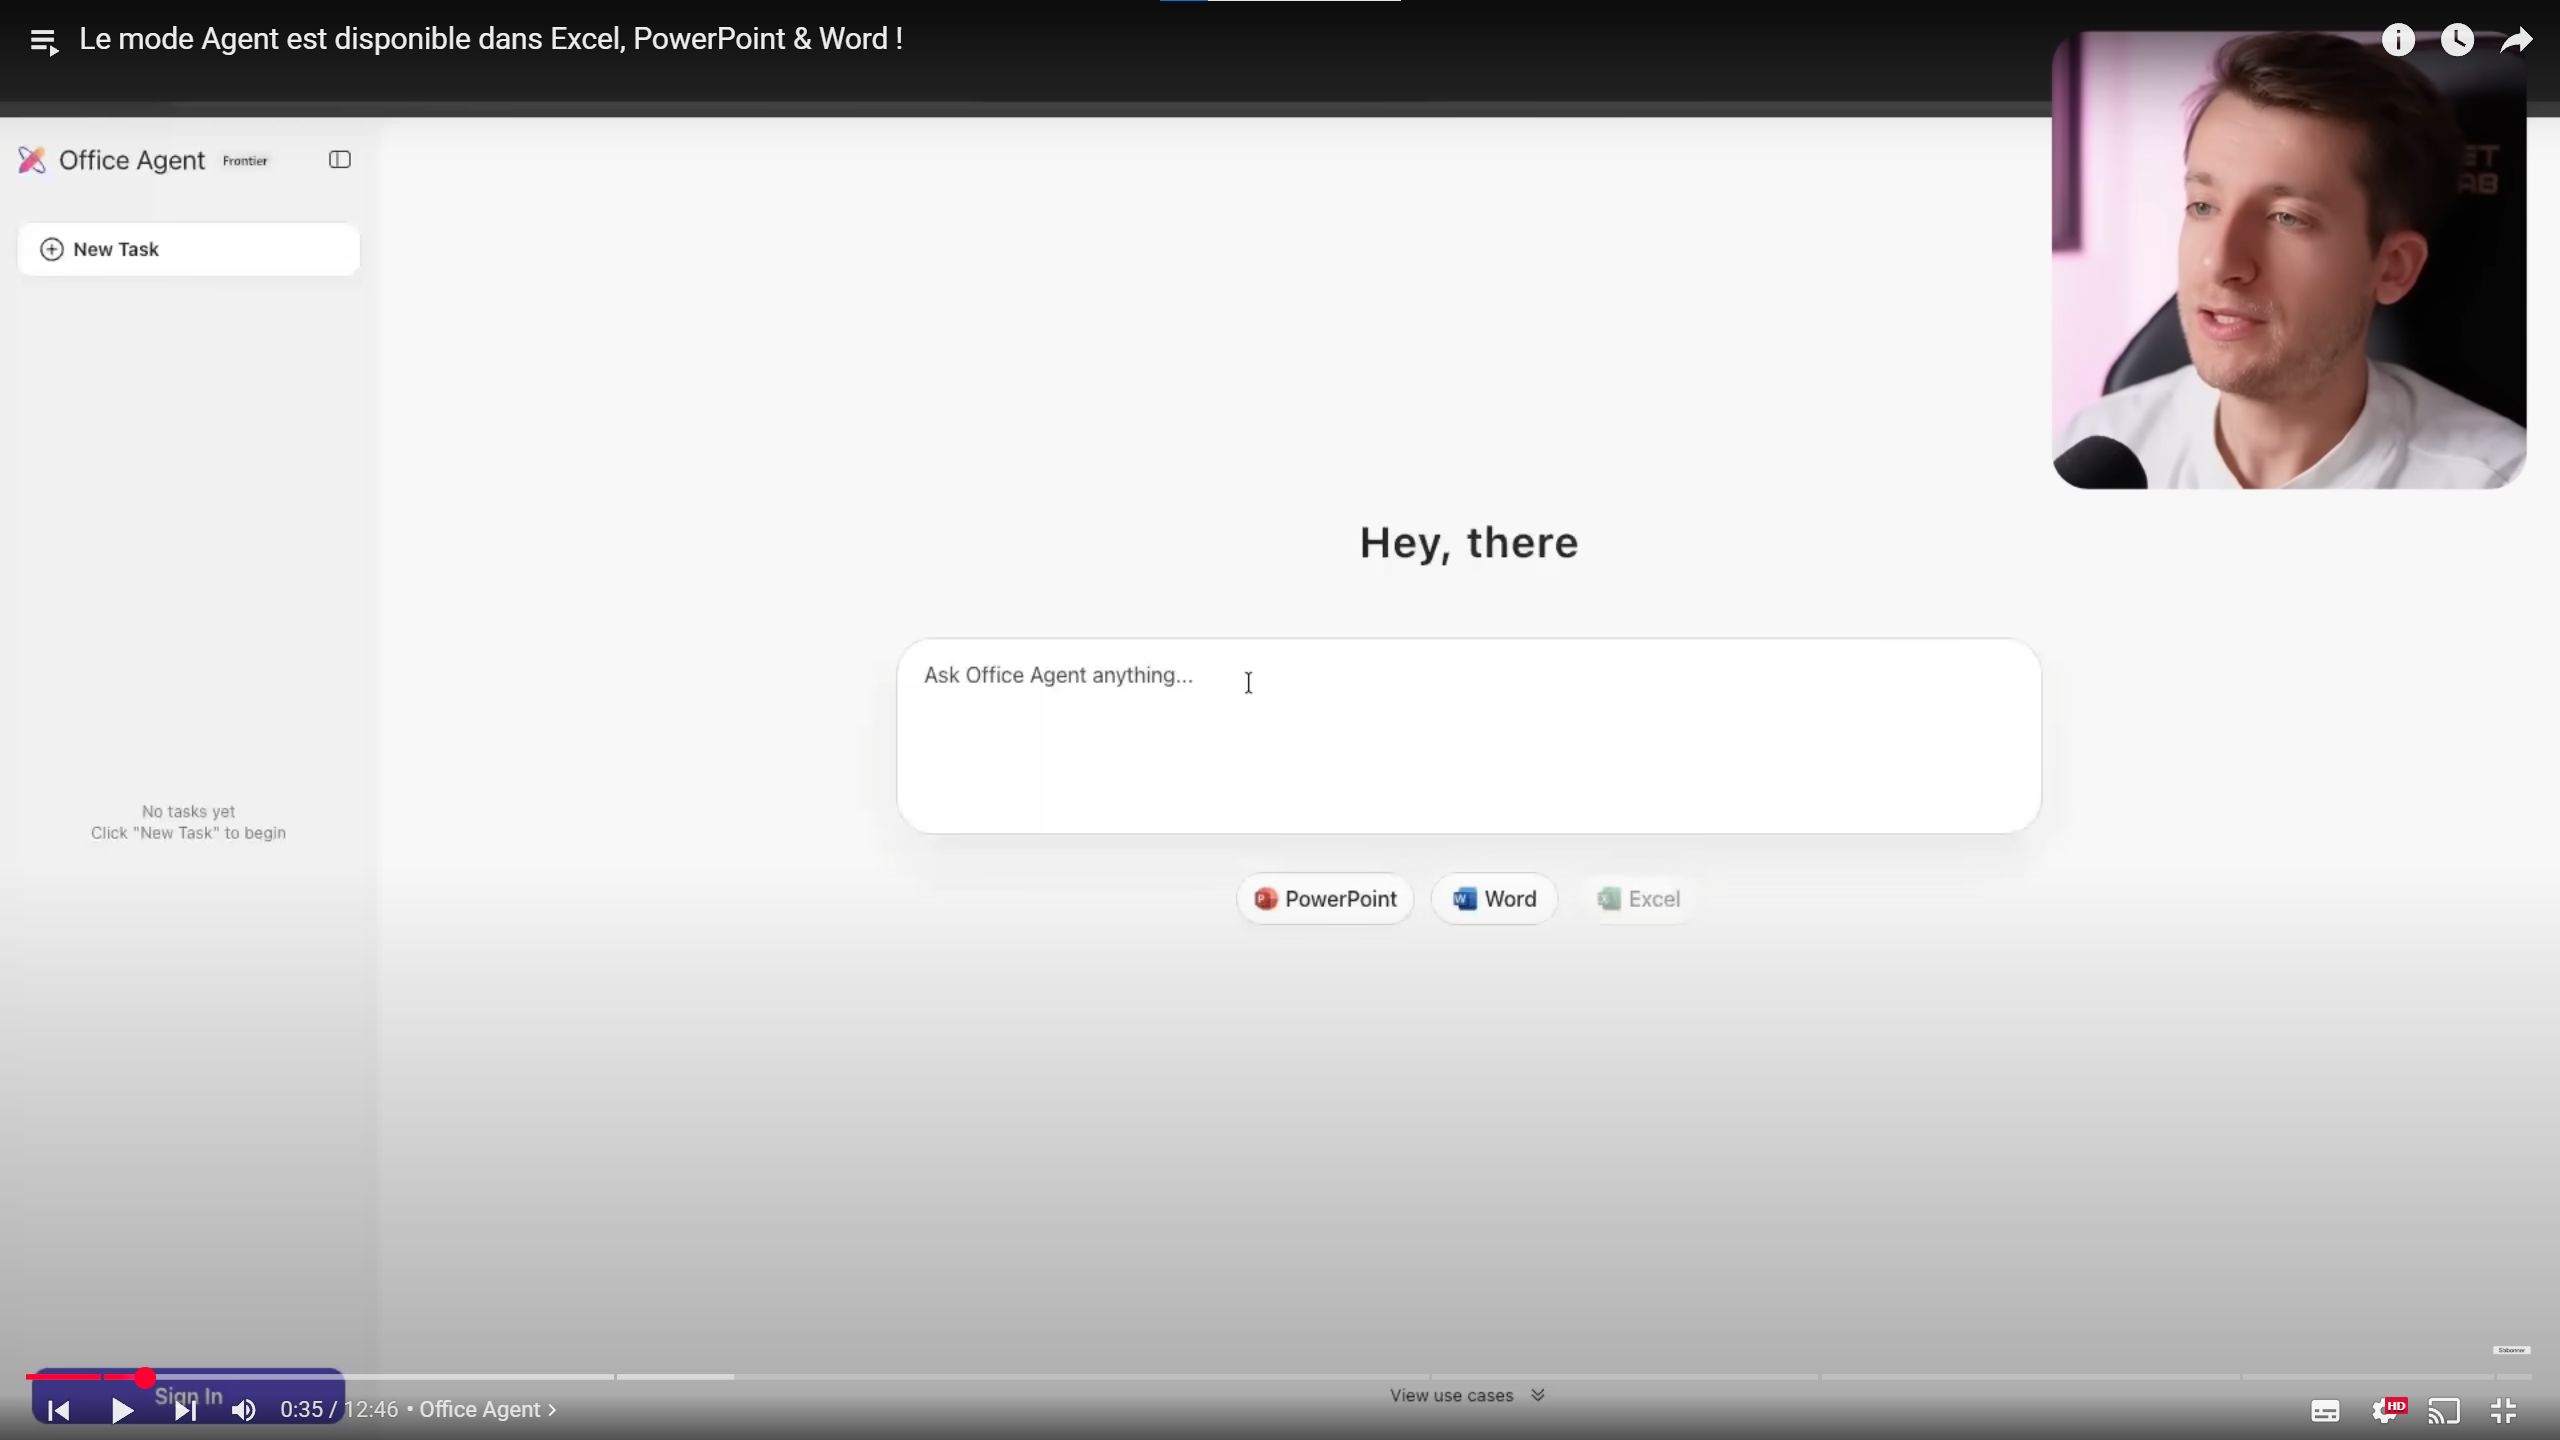 Le mode Agent est disponible dans Excel, PowerPoint & Word !
Office Agent Frontier
New Task
Hey, there
Ask Office Agent anything...
No tasks yet
Click "New Task" to begin
PowerPoint Word Excel
S'abonner
Sign In
View use cases
0:35 / 12:46 • Office Agent
HD